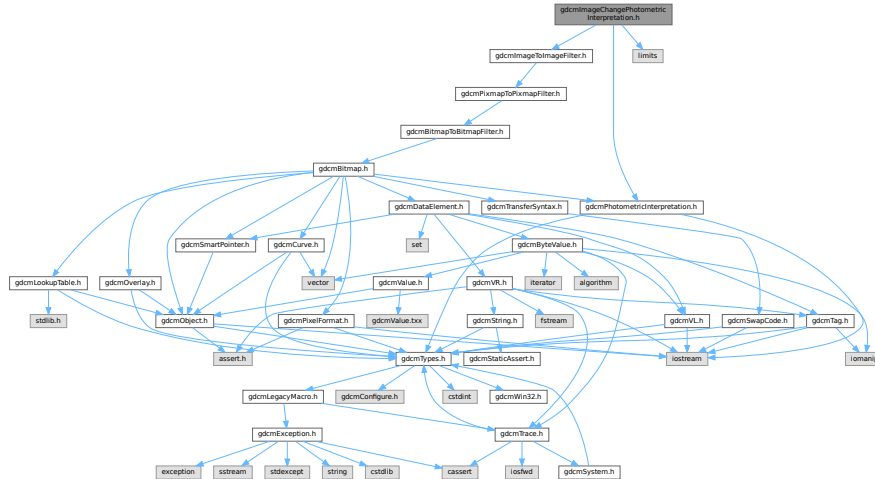 gdcmImageChangePhotometric
Interpretation.h
gdcmImageToImageFilter.h
limits
gdcmPixmapToPixmapFilter.h
gdcmBitmapToBitmapFilter.h
gdcmBitmap.h
gdcmDataElement.h
gdcmTransferSyntax.h
gdcmPhotometricInterpretation.h
gdcmSmartPointer.h
gdcmCurve.h
set
gdcmByteValue.h
gdcmLookupTable.h
gdcmOverlay.h
vector
gdcmValue.h
gdcmVR.h
iterator
algorithm
stdlib.h
gdcmObject.h
gdcmPixelFormat.h
gdcmValue.txx
gdcmString.h
fstream
gdcmVL.h
gdcmSwapCode.h
gdcmTag.h
assert.h
gdcmTypes.h
gdcmStaticAssert.h
iostream
iomanip
gdcmLegacyMacro.h
gdcmConfigure.h
cstdint
gdcmWin32.h
gdcmException.h
gdcmTrace.h
exception
sstream
stdexcept
string
cstdlib
cassert
iosfwd
gdcmSystem.h